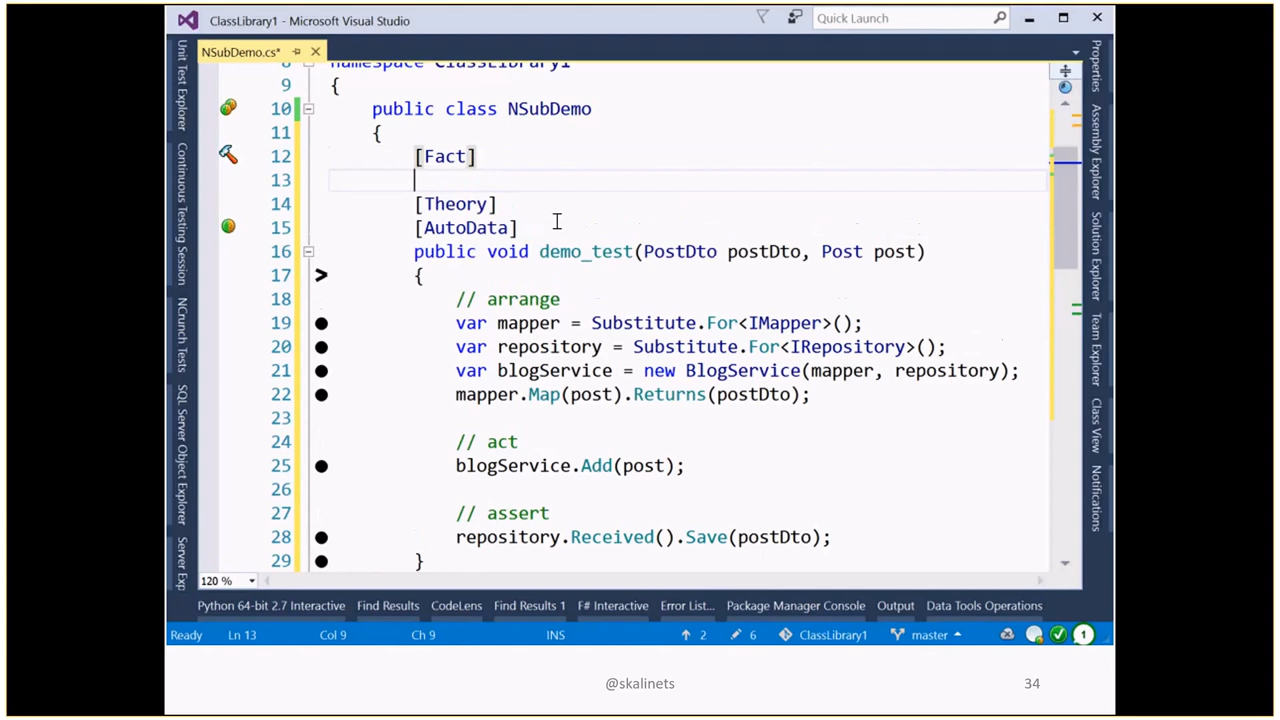 ClassLibrary1 - Microsoft Visual Studio
Quick Launch
NSubDemo.cs*
8 namespace ClassLibrary1
9 {
10 public class NSubDemo
11 {
12 [Fact]
13
14 [Theory]
15 [AutoData]
16 public void demo_test(PostDto postDto, Post post)
17 {
18 // arrange
19 var mapper = Substitute.For<IMapper>();
20 var repository = Substitute.For<IRepository>();
21 var blogService = new BlogService(mapper, repository);
22 mapper.Map(post).Returns(postDto);
23
24 // act
25 blogService.Add(post);
26
27 // assert
28 repository.Received().Save(postDto);
29 }
Unit Test Explorer
Continuous Testing Session
NCrunch Tests
SQL Server Object Explorer
Server Exp
Properties
Assembly Explorer
Solution Explorer
Team Explorer
Class View
Notifications
120 %
Python 64-bit 2.7 Interactive Find Results CodeLens Find Results 1 F# Interactive Error List... Package Manager Console Output Data Tools Operations
Ready Ln 13 Col 9 Ch 9 INS 2 6 ClassLibrary1 master 1
@skalinets 34